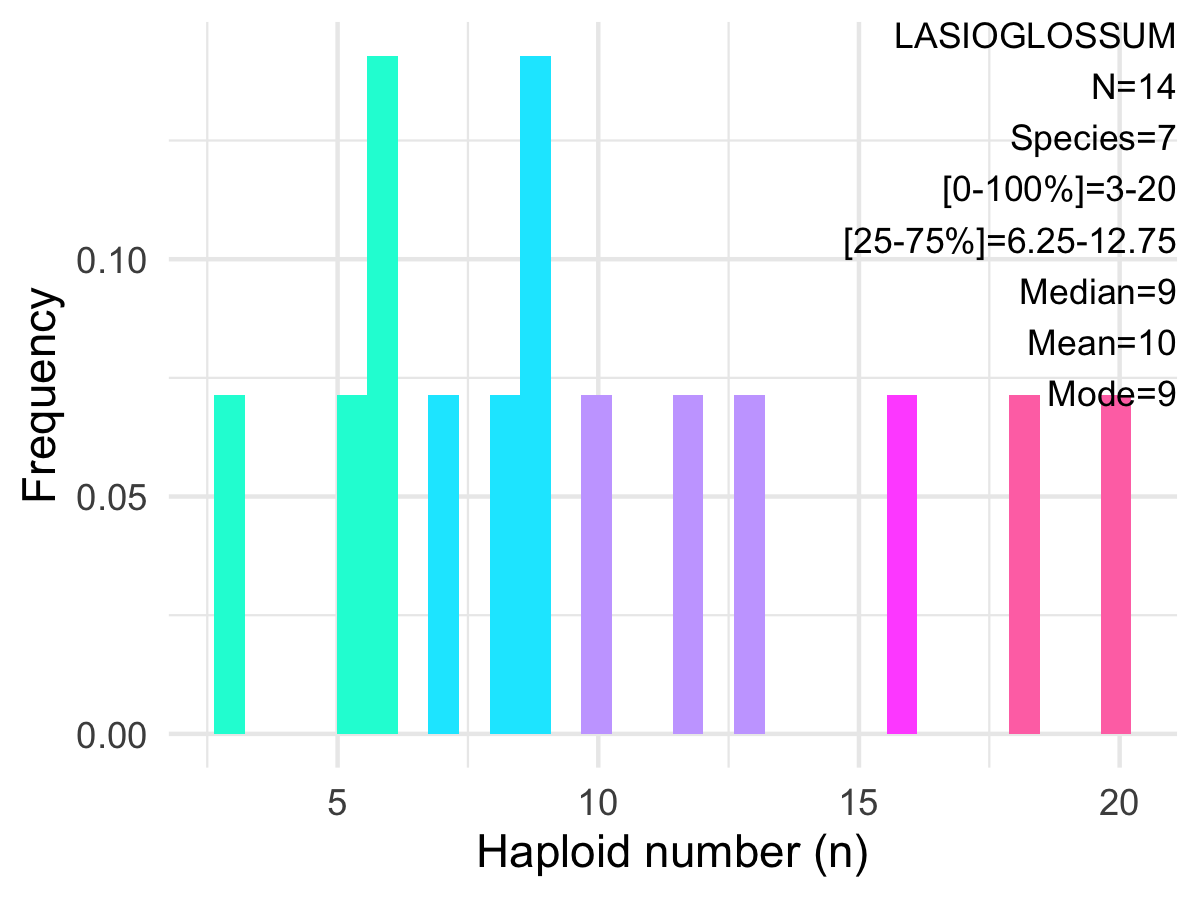 LASIOGLOSSUM
N=14
Species=7
[0-100%]=3-20
[25-75%]=6.25-12.75
Median=9
Mean=10
Mode=9
Frequency
0.10
0.05
0.00
5 10 15 20
Haploid number (n)